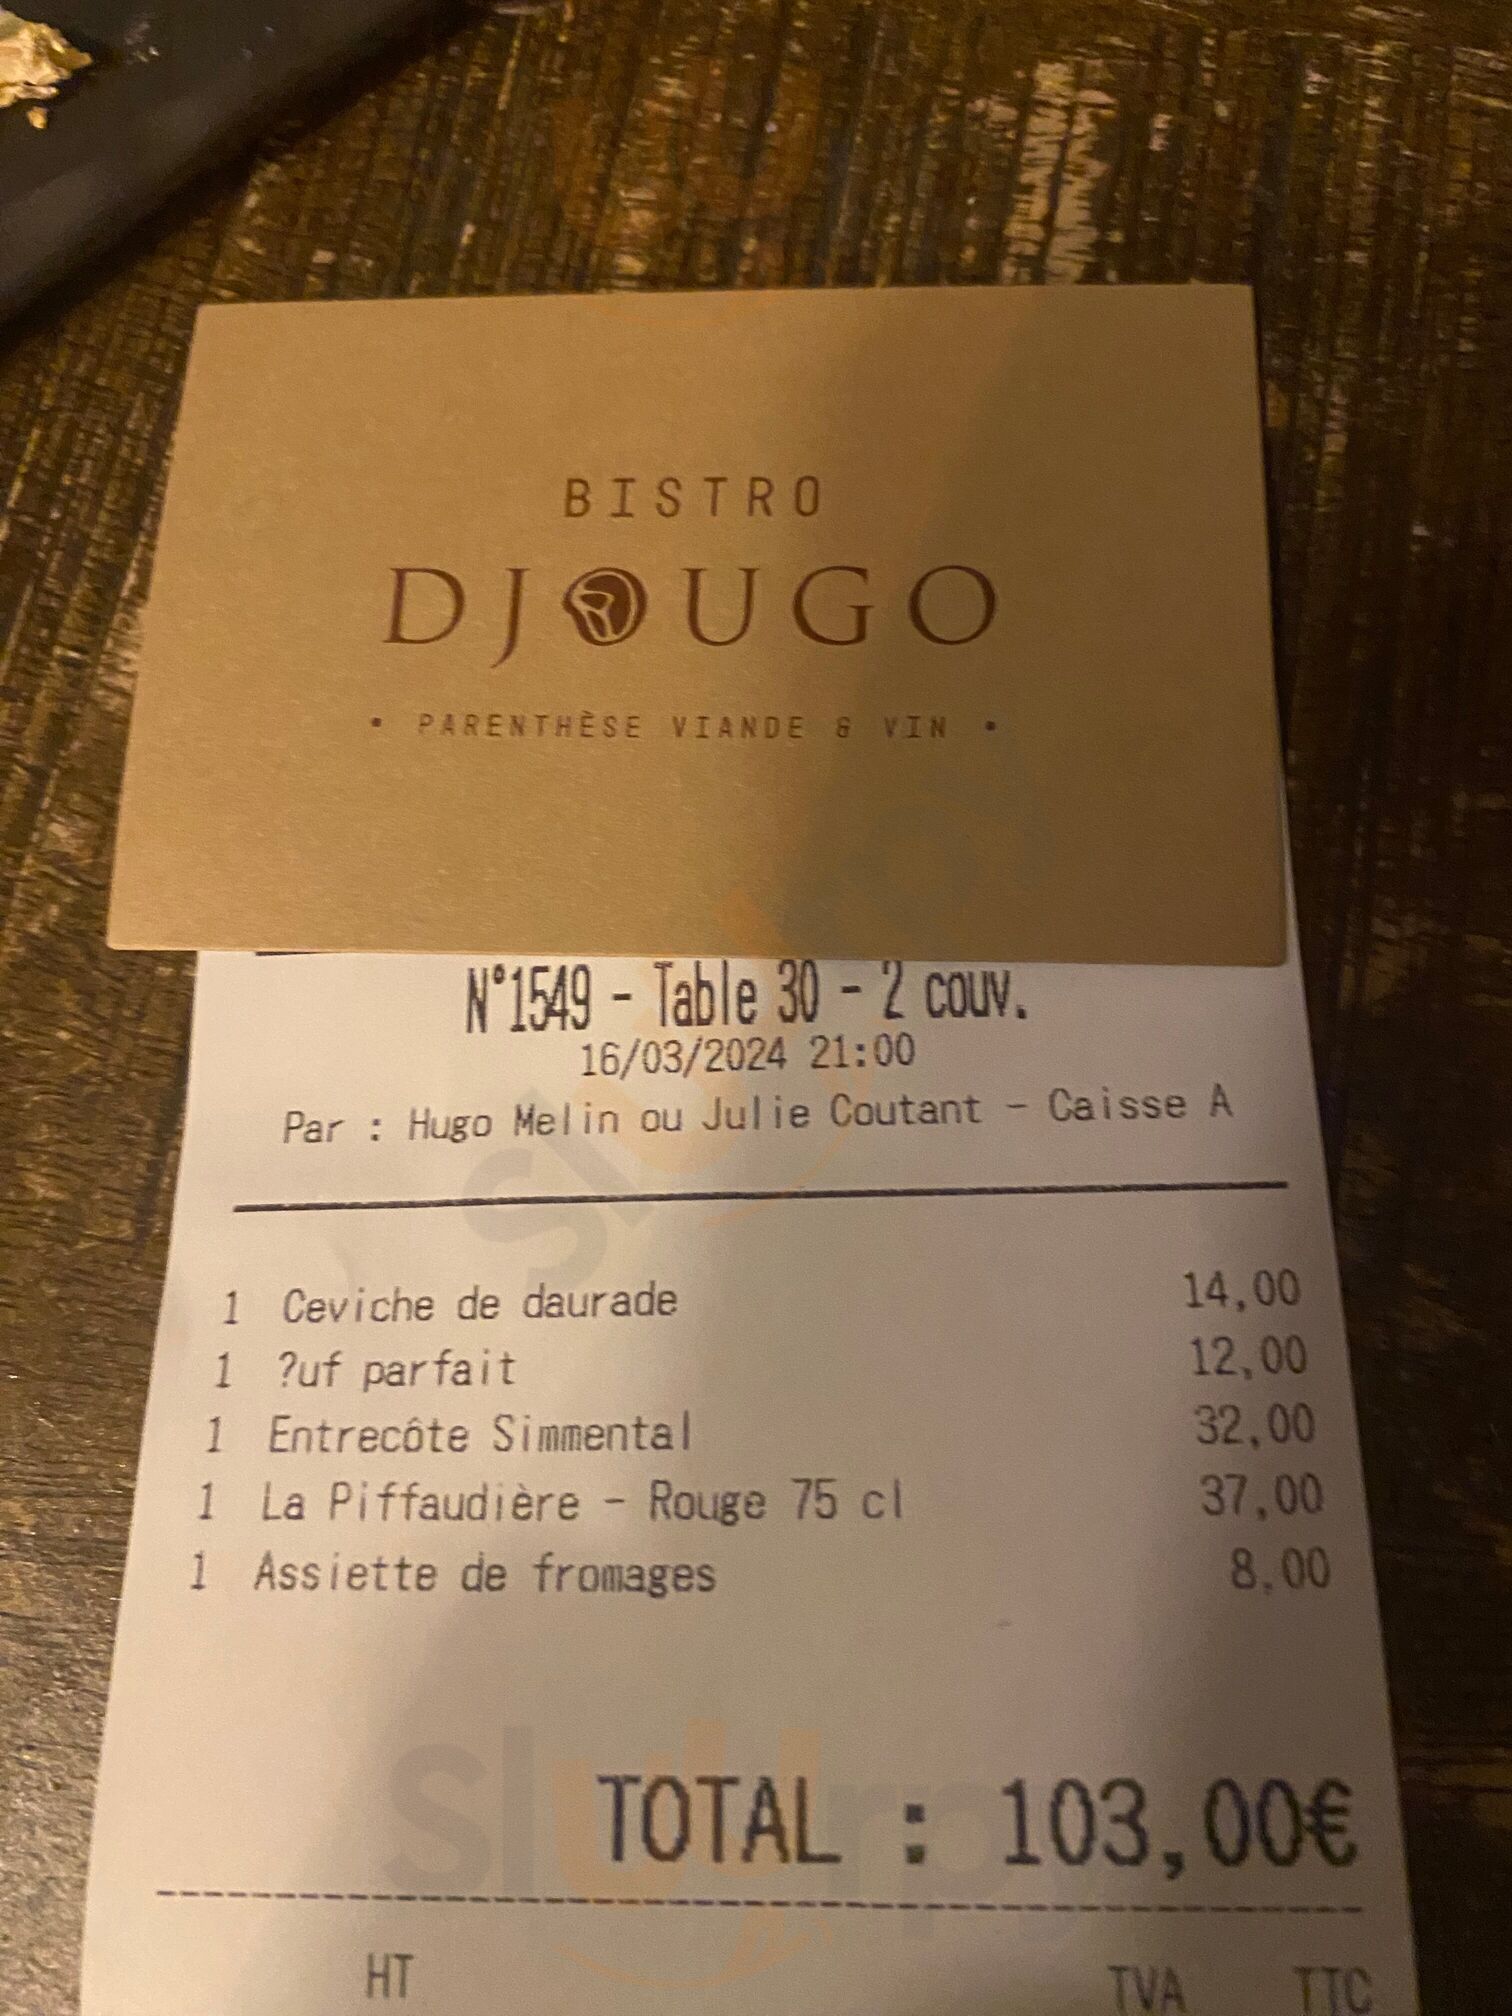 BISTRO
DJOUGO
• PARENTHÈSE VIANDE & VIN •
N°1549 - Table 30 - 2 couv.
16/03/2024 21:00
Par : Hugo Melin ou Julie Coutant - Caisse A
1 Ceviche de daurade 14,00
1 ?uf parfait 12,00
1 Entrecôte Simmental 32,00
1 La Piffaudière - Rouge 75 cl 37,00
1 Assiette de fromages 8,00
TOTAL : 103,00€
HT TVA TTC
sluurpy
sluurpy